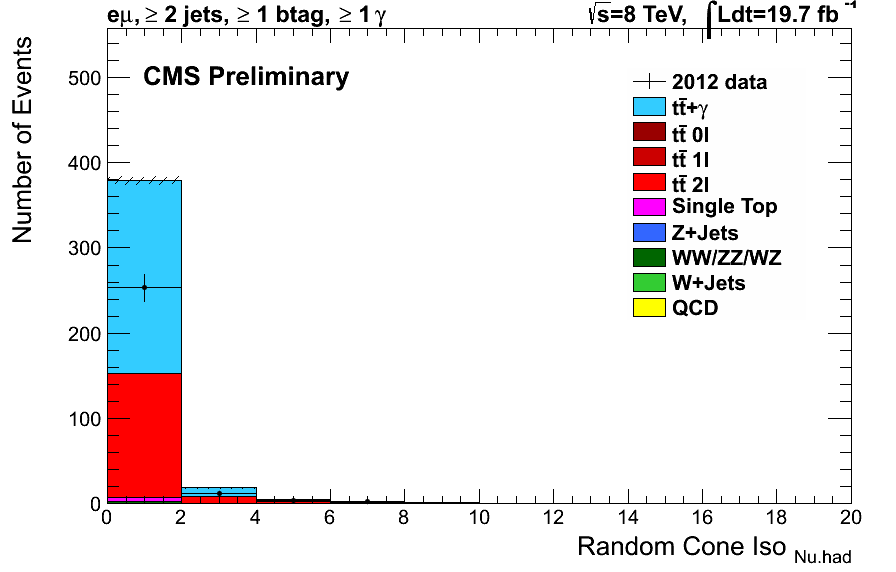 eμ, ≥ 2 jets, ≥ 1 btag, ≥ 1 γ
√s=8 TeV, ∫Ldt=19.7 fb⁻¹
CMS Preliminary
Number of Events
500
400
300
200
100
0
2012 data
tt̄+γ
tt̄ 0l
tt̄ 1l
tt̄ 2l
Single Top
Z+Jets
WW/ZZ/WZ
W+Jets
QCD
0 2 4 6 8 10 12 14 16 18 20
Random Cone Iso Nu.had